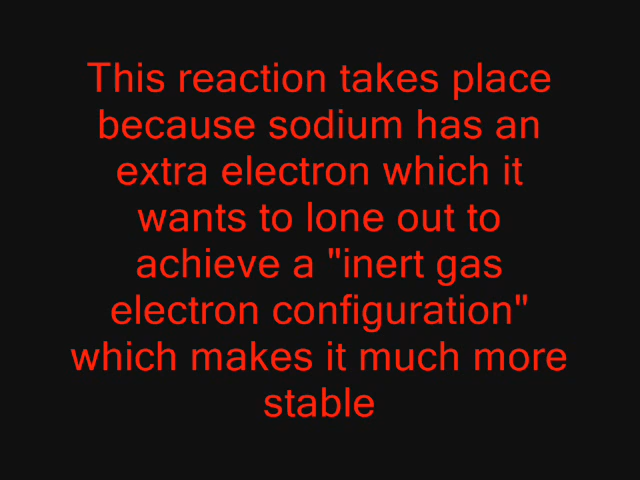 This reaction takes place
because sodium has an
extra electron which it
wants to lone out to
achieve a "inert gas
electron configuration"
which makes it much more
stable